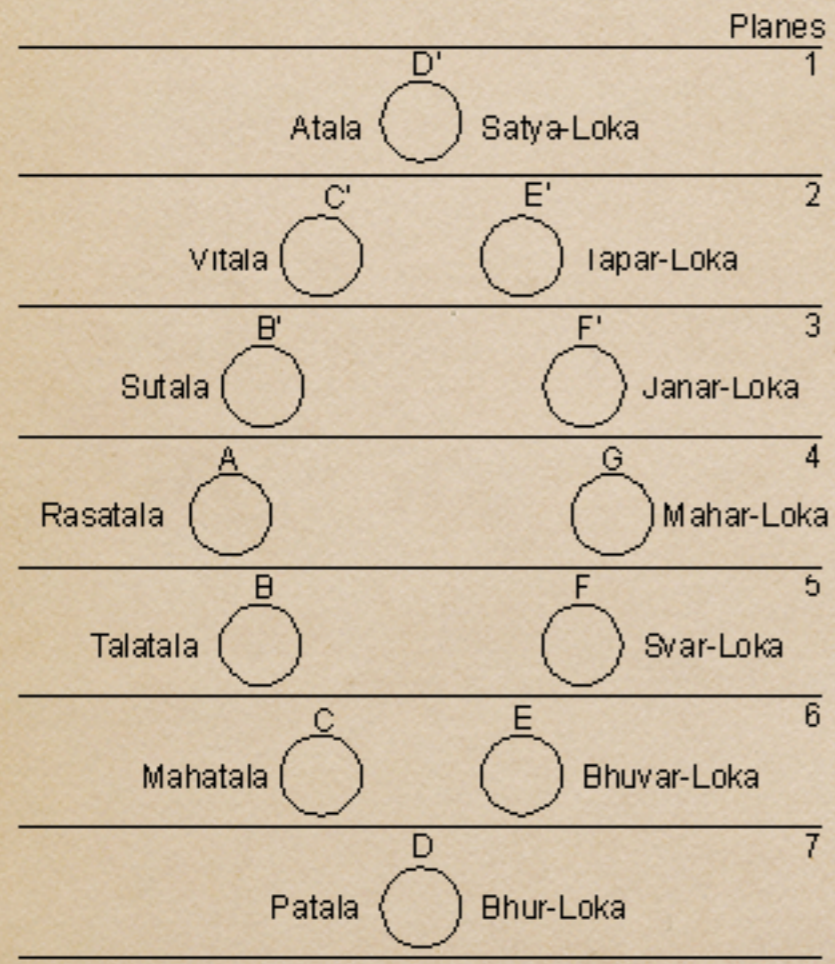 Planes
1
D'
Atala Satya-Loka
C' E' 2
Vitala Tapar-Loka
B' F' 3
Sutala Janar-Loka
A G 4
Rasatala Mahar-Loka
B F 5
Talatala Svar-Loka
C E 6
Mahatala Bhuvar-Loka
D 7
Patala Bhur-Loka